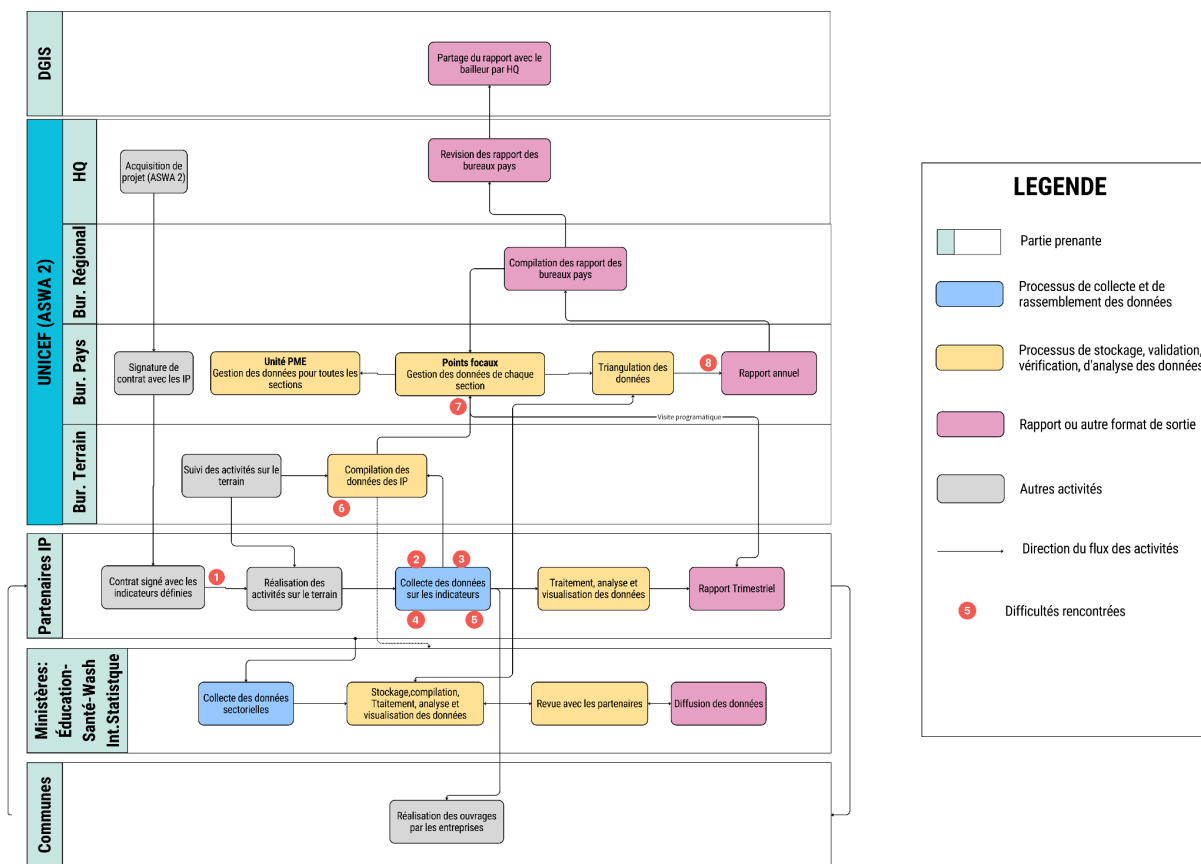 DGIS
Partage du rapport avec le
bailleur par HQ
UNICEF (ASWA 2)
HQ
Acquisition de
projet (ASWA 2)
Revision des rapport des
bureaux pays
Bur. Régional
Compilation des rapport des
bureaux pays
Bur. Pays
Signature de
contrat avec les IP
Unité PME
Gestion des données pour toutes les
sections
Points focaux
Gestion des données de chaque
section
7
Triangulation des
données
8
Rapport annuel
Visite programatique
Bur. Terrain
Suivi des activités sur le
terrain
Compilation des
données des IP
6
Partenaires IP
Contrat signé avec les
indicateurs définies
1
Réalisation des
activités sur le terrain
2
3
Collecte des données
sur les indicateurs
4
5
Traitement, analyse et
visualisation des données
Rapport Trimestriel
Ministères:
Éducation-
Santé-Wash
Int.Statistque
Collecte des données
sectorielles
Stockage,compilation,
Ttaitement, analyse et
visualisation des données
Revue avec les partenaires
Diffusion des données
Communes
Réalisation des ouvrages
par les entreprises
LEGENDE
Partie prenante
Processus de collecte et de
rassemblement des données
Processus de stockage, validation,
vérification, d'analyse des données
Rapport ou autre format de sortie
Autres activités
Direction du flux des activités
5
Difficultés rencontrées